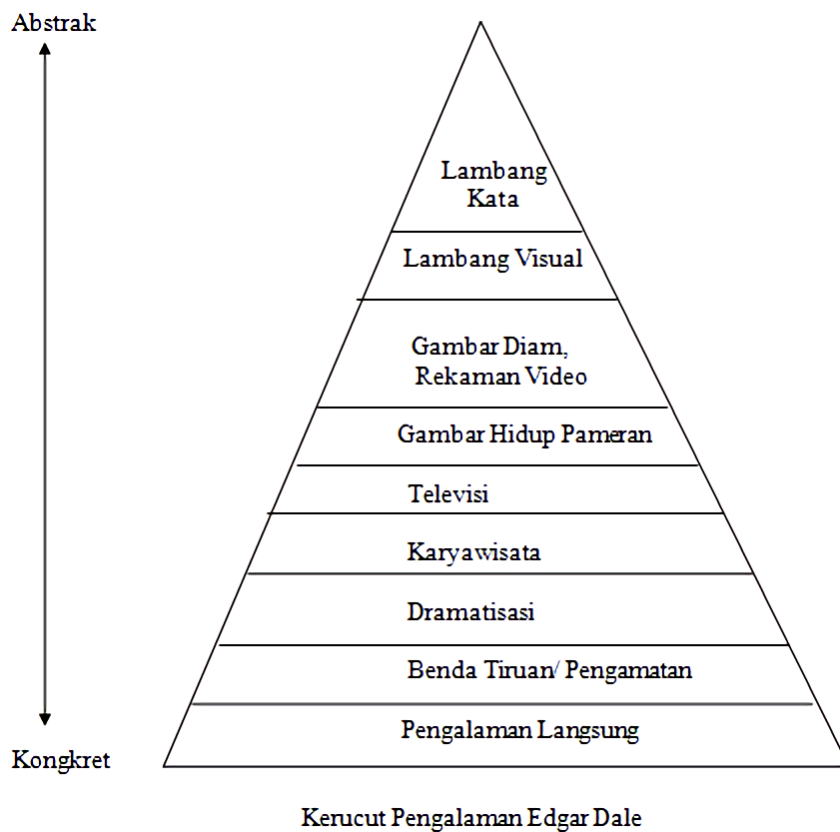 Abstrak
Lambang
Kata
Lambang Visual
Gambar Diam,
Rekaman Video
Gambar Hidup Pameran
Televisi
Karyawisata
Dramatisasi
Benda Tiruan/ Pengamatan
Pengalaman Langsung
Kongkret
Kerucut Pengalaman Edgar Dale